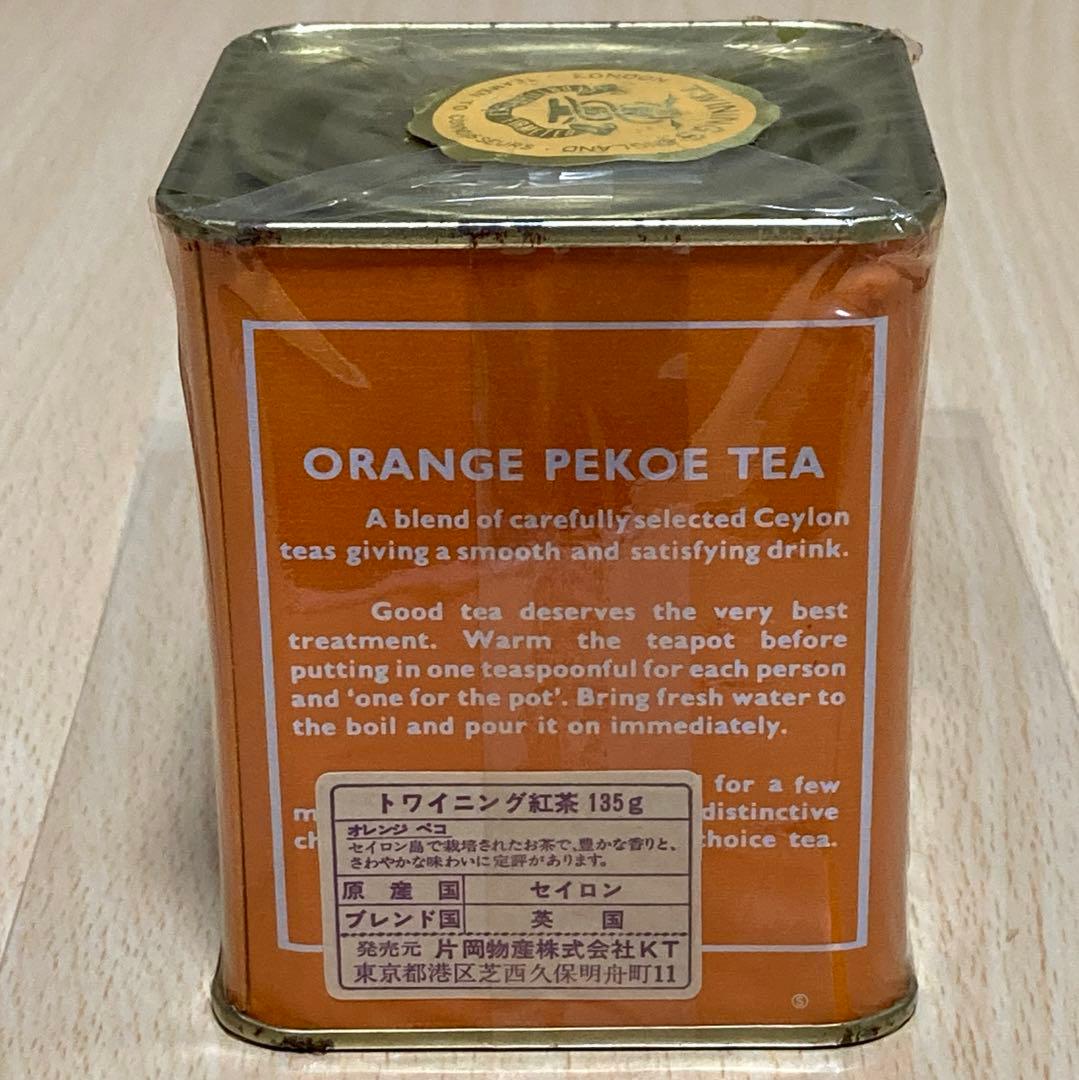 TWININGS
LONDON
ENGLAND
ORANGE PEKOE TEA
A blend of carefully selected Ceylon
teas giving a smooth and satisfying drink.
Good tea deserves the very best
treatment. Warm the teapot before
putting in one teaspoonful for each person
and ‘one for the pot’. Bring fresh water to
the boil and pour it on immediately.
for a few
distinctive
choice tea.
トワイニング紅茶 135g
オレンジ ペコ
セイロン島で栽培されたお茶で、豊かな香りと、
さわやかな味わいに定評があります。
原産国 セイロン
ブレンド国 英国
発売元 片岡物産株式会社KT
東京都港区芝西久保明舟町11
Ⓢ